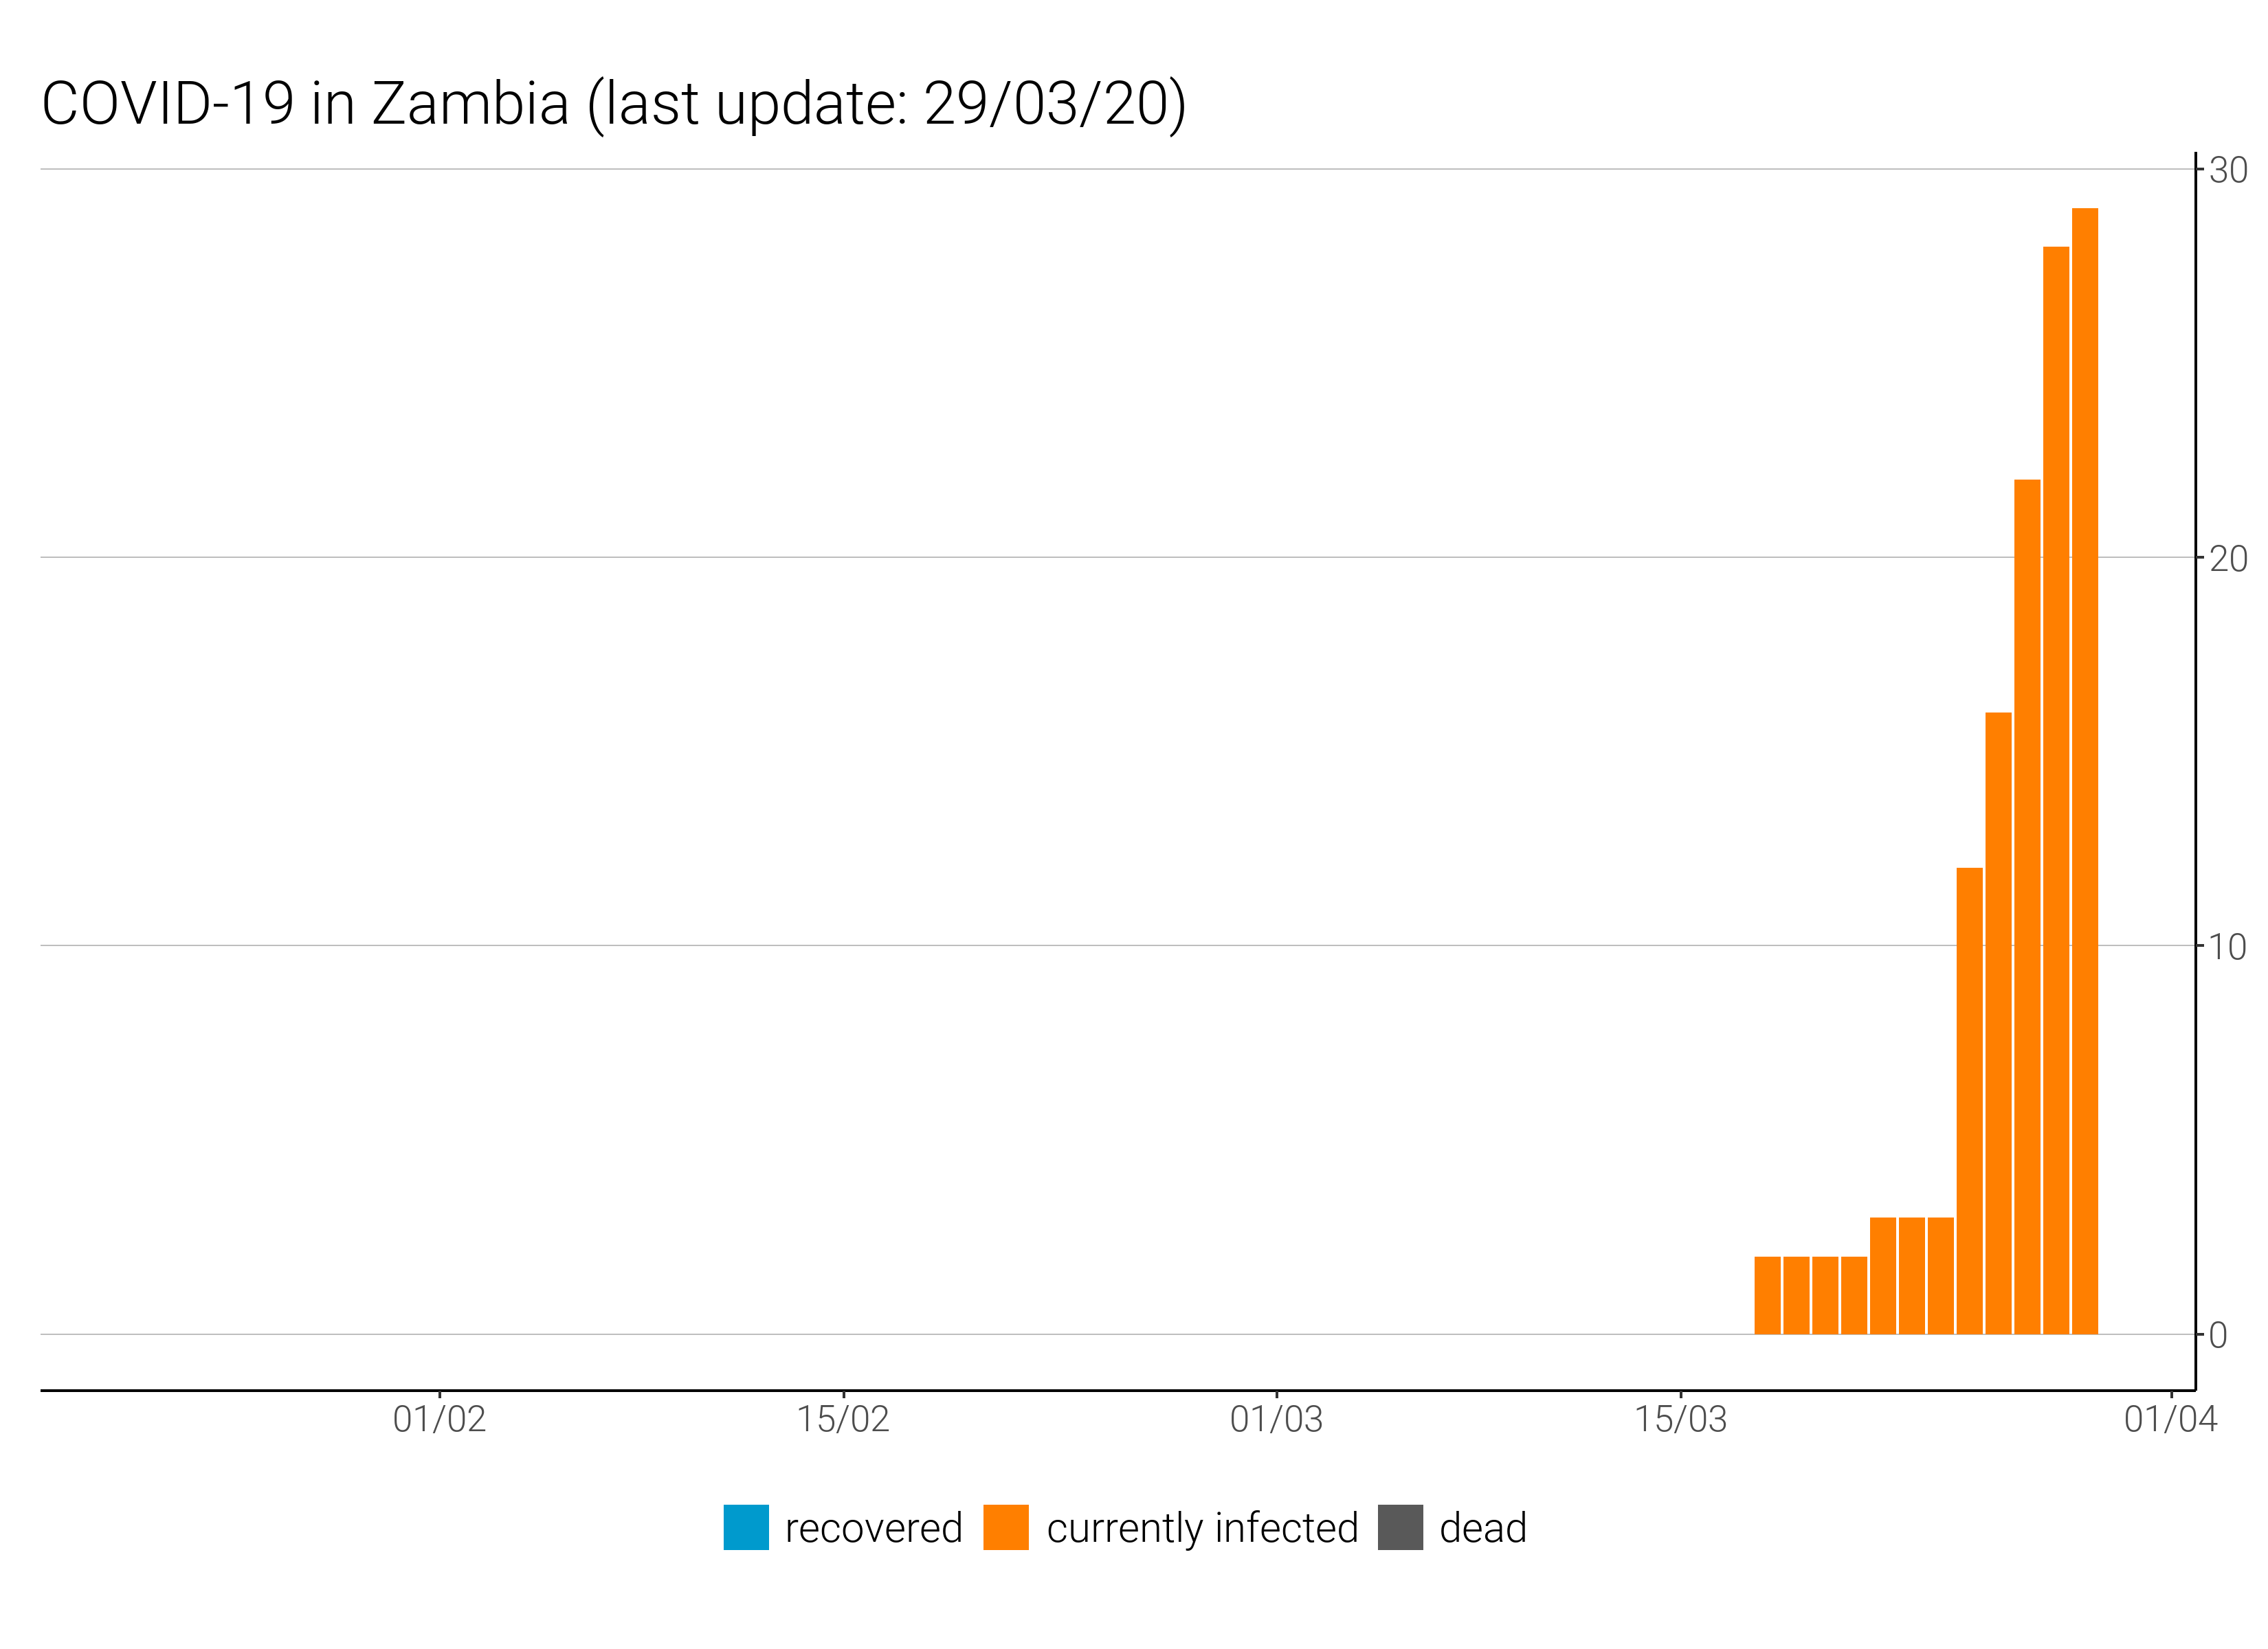 COVID-19 in Zambia (last update: 29/03/20)
30
20
10
0
01/02 15/02 01/03 15/03 01/04
recovered currently infected dead